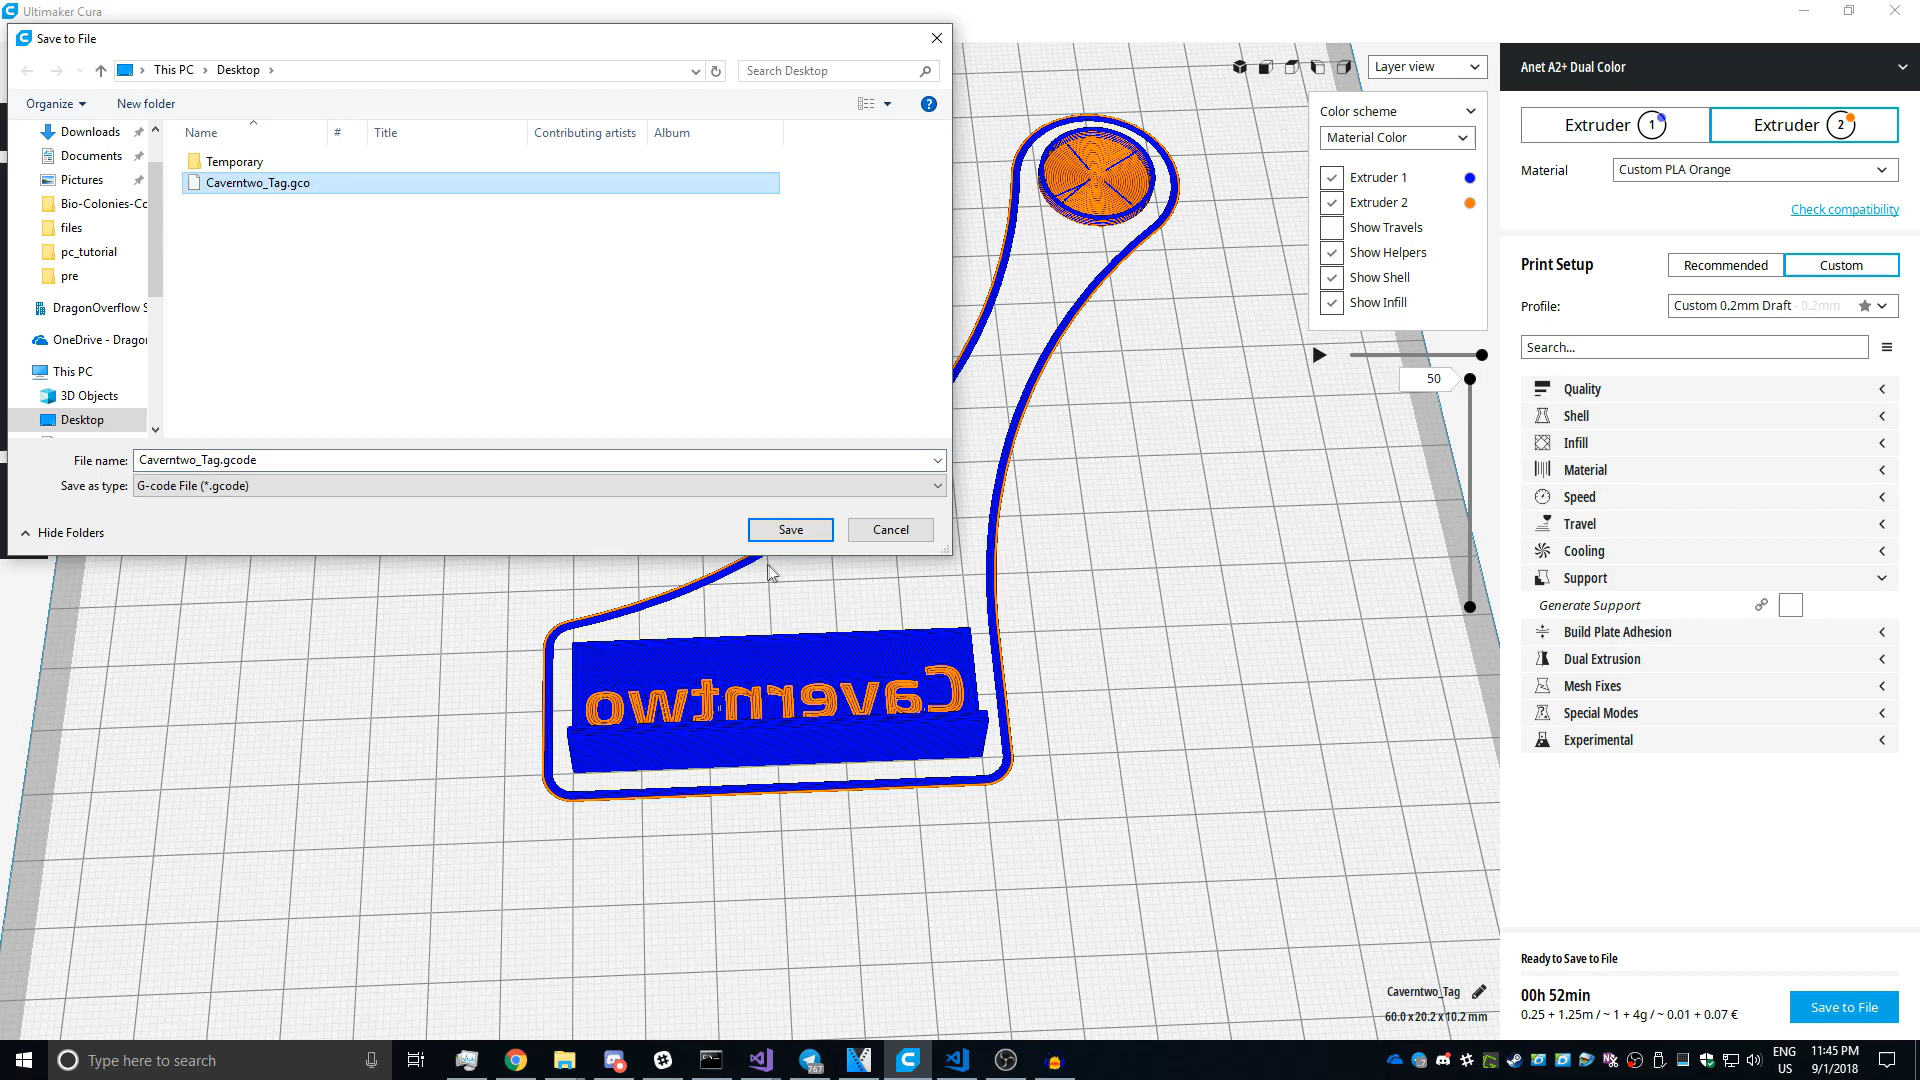 Ultimaker Cura
Save to File
This PC
Desktop
Search Desktop
Organize
New folder
Name
#
Title
Contributing artists
Album
Downloads
Documents
Pictures
Bio-Colonies-Cc
files
pc_tutorial
pre
DragonOverflow S
OneDrive - Dragor
This PC
3D Objects
Desktop
Temporary
Caverntwo_Tag.gco
File name: Caverntwo_Tag.gcode
Save as type: G-code File (*.gcode)
Hide Folders
Save
Cancel
Layer view
Color scheme
Material Color
Extruder 1
Extruder 2
Show Travels
Show Helpers
Show Shell
Show Infill
50
Caverntwo
Caverntwo_Tag
60.0 x 20.2 x 10.2 mm
Anet A2+ Dual Color
Extruder 1
Extruder 2
Material
Custom PLA Orange
Check compatibility
Print Setup
Recommended
Custom
Profile:
Custom 0.2mm Draft - 0.2mm
Search...
Quality
Shell
Infill
Material
Speed
Travel
Cooling
Support
Generate Support
Build Plate Adhesion
Dual Extrusion
Mesh Fixes
Special Modes
Experimental
Ready to Save to File
00h 52min
0.25 + 1.25m / ~ 1 + 4g / ~ 0.01 + 0.07 €
Save to File
Type here to search
767
ENG
US
11:45 PM
9/1/2018